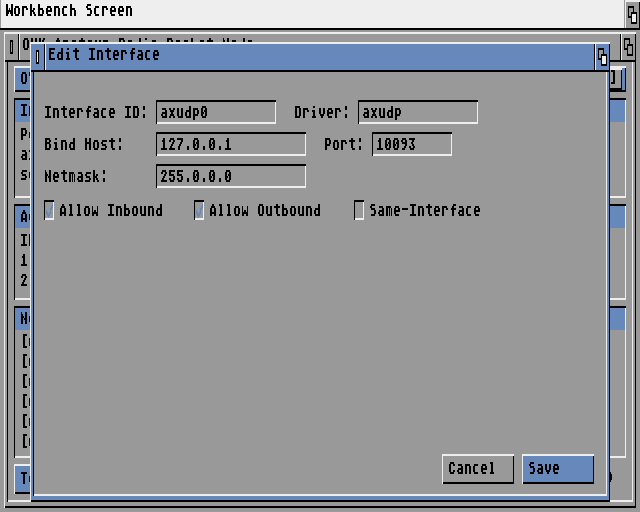 Workbench Screen
Edit Interface
Interface ID: axudp0 Driver: axudp
Bind Host: 127.0.0.1 Port: 10093
Netmask: 255.0.0.0
Allow Inbound Allow Outbound Same-Interface
Cancel Save